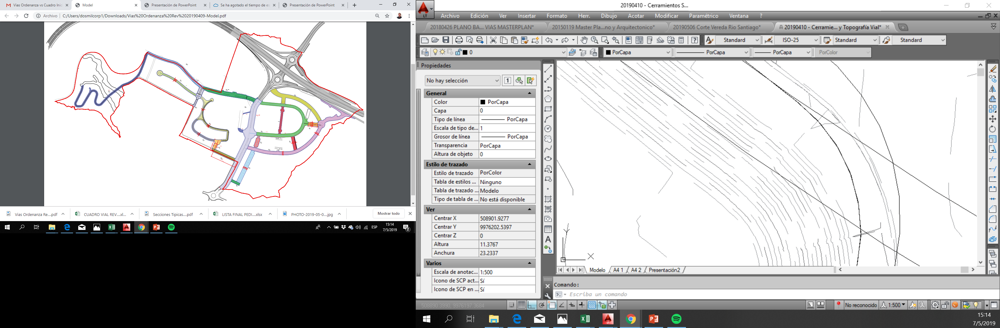 Vias Ordenanza vs Cuadro Inic
Model
Presentación de PowerPoint
Se ha agotado el tiempo de es
Presentación de PowerPoint
Archivo
C:/Users/dosmilcorp1/Downloads/Vias%20Ordenanza%20Rev%2020190409-Model.pdf
Vias Ordenanza Re....pdf
CUADRO VIAL REV....xl...
Secciones Tipicas....pdf
LISTA FINAL PEDI....xlsx
PHOTO-2019-05-0....jpg
Mostrar todo
ESP
15:14
7/5/2019
2
20190410 - Cerramientos S...
LT
Archivo Edición Ver Insertar Formato Herr. Dibujo Acotar Modificar Paramétrico Ventana ?
20180426 PLANO BA... VIAS MASTERPLAN*
20150119 Master Pla...no y Arquitectonico*
20190506 Corte Vereda Rio Santiago*
20190410 - Cerramie... y Topografía Vial*
Standard
ISO-25
Standard
Standard
0
PorCapa
PorCapa
PorCapa
PorColor
Propiedades
No hay selección
1
General
Color PorCapa
Capa 0
Tipo de línea PorCapa
Escala de tipo de... 1
Grosor de línea PorCapa
Transparencia PorCapa
Altura de objeto 0
Estilo de trazado
Estilo de trazado PorColor
Tabla de estilos ... Ninguno
Tabla de trazado ... Modelo
Tipo de tabla de ... No está disponible
Ver
Centrar X 508901.9277
Centrar Y 9976202.5397
Centrar Z 0
Altura 11.3767
Anchura 23.2337
Varios
Escala de anotac... 1:500
Icono de SCP act... Sí
Icono de SCP en ... Sí
A
Y
X
Modelo A4 1 A4 2 Presentación2
Comando:
Escriba un comando
508890.3990, 9976197.3684
No reconocido
1:500
15:14
7/5/2019